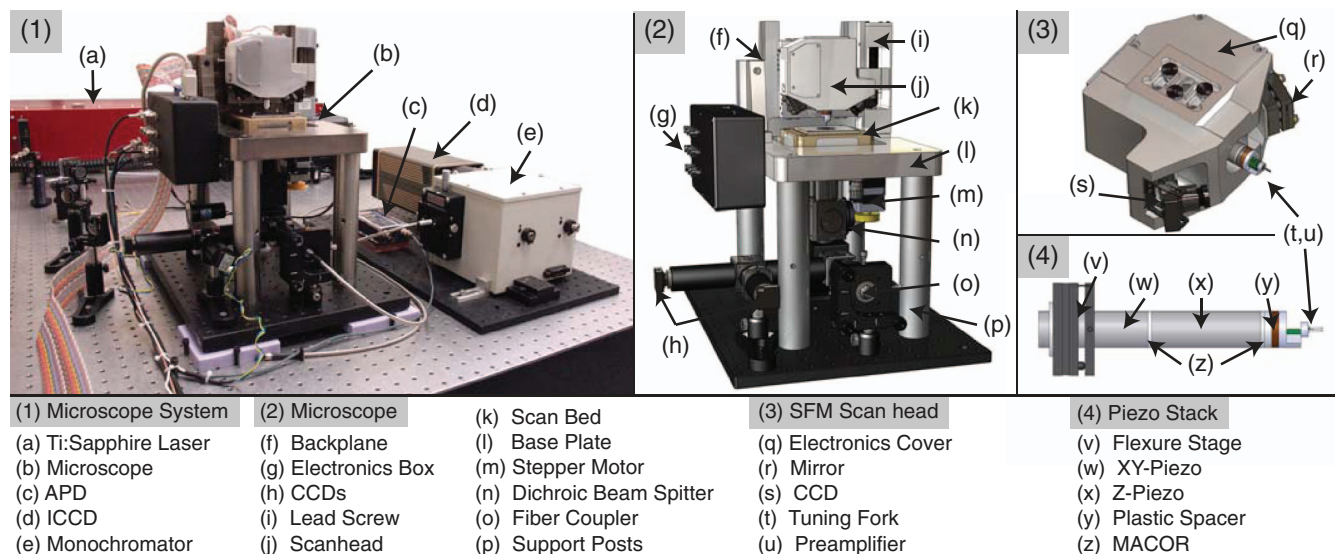 (1)
(a)
(b)
(c)
(d)
(e)
(2)
(f)
(g)
(h)
(i)
(j)
(k)
(l)
(m)
(n)
(o)
(p)
(3)
(q)
(r)
(s)
(t,u)
(4)
(v)
(w)
(x)
(y)
(z)
(1) Microscope System
(a) Ti:Sapphire Laser
(b) Microscope
(c) APD
(d) ICCD
(e) Monochromator
(2) Microscope
(f) Backplane
(g) Electronics Box
(h) CCDs
(i) Lead Screw
(j) Scanhead
(k) Scan Bed
(l) Base Plate
(m) Stepper Motor
(n) Dichroic Beam Spitter
(o) Fiber Coupler
(p) Support Posts
(3) SFM Scan head
(q) Electronics Cover
(r) Mirror
(s) CCD
(t) Tuning Fork
(u) Preamplifier
(4) Piezo Stack
(v) Flexure Stage
(w) XY-Piezo
(x) Z-Piezo
(y) Plastic Spacer
(z) MACOR